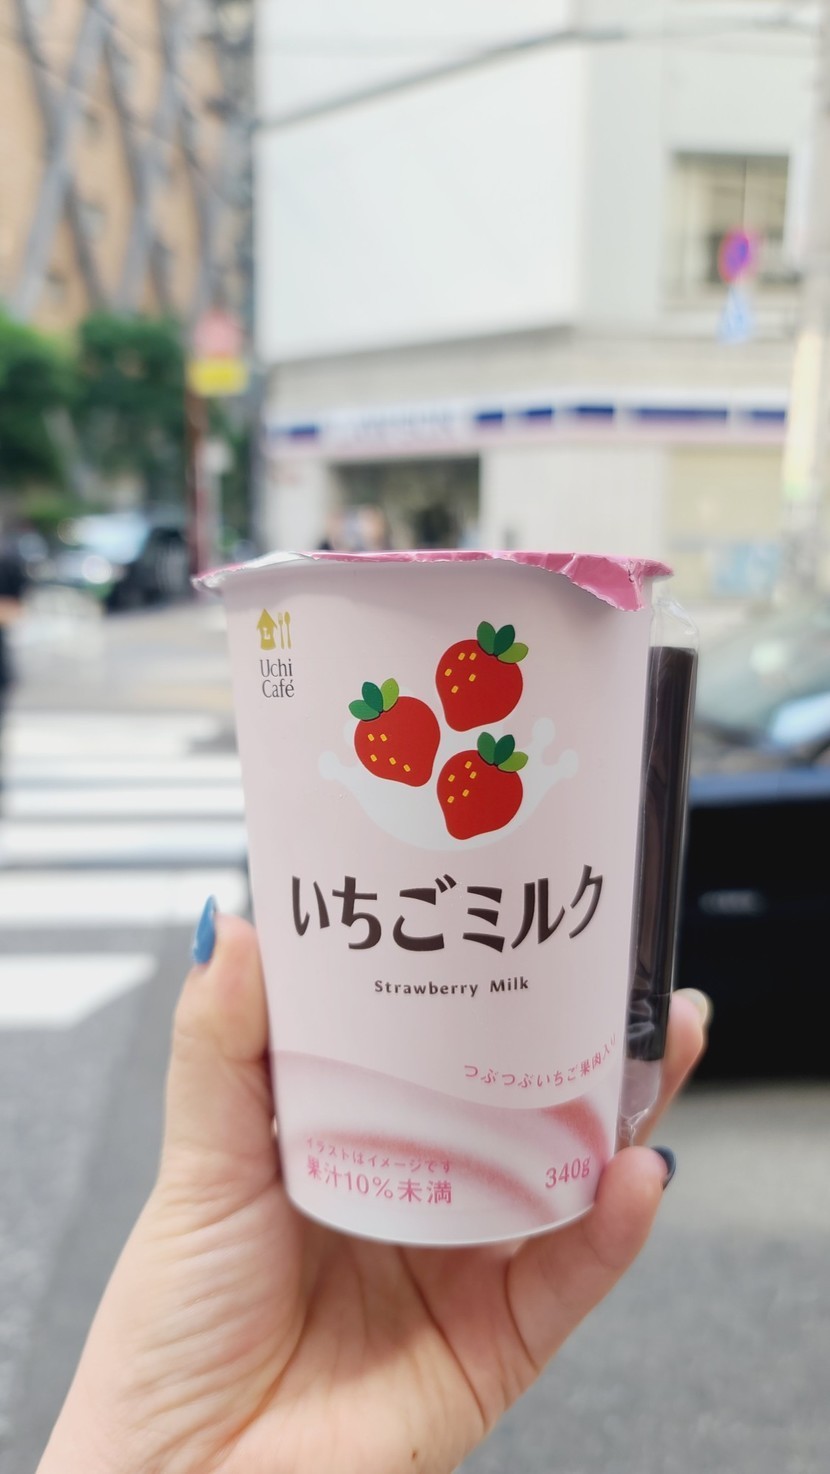 Uchi
Café
いちごミルク
Strawberry Milk
つぶつぶいちご果肉入り
イラストはイメージです
果汁10%未満
340g